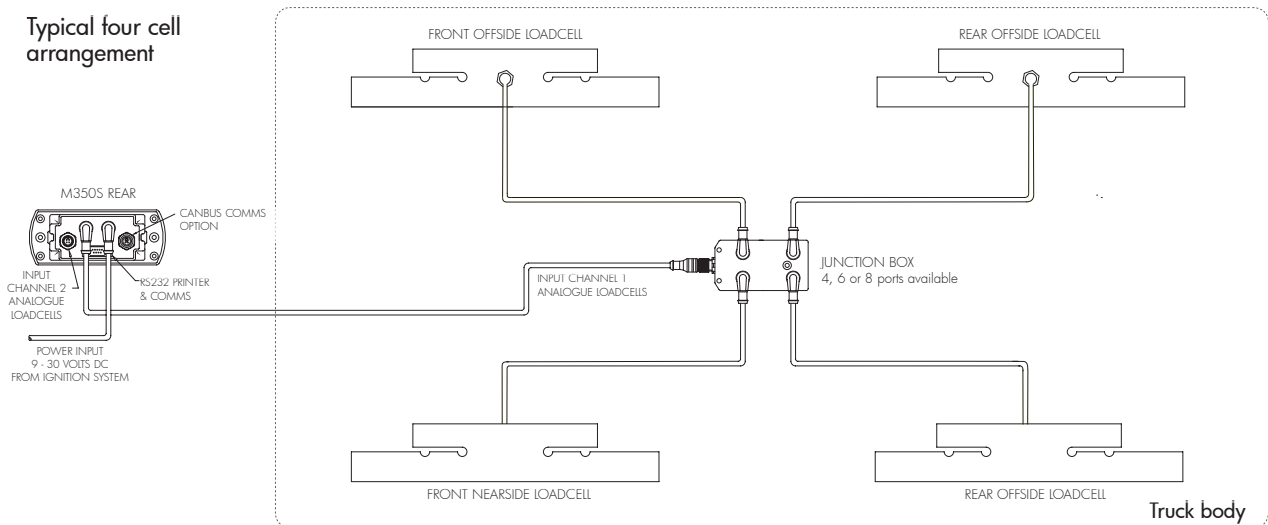 Typical four cell
arrangement
FRONT OFFSIDE LOADCELL
REAR OFFSIDE LOADCELL
M350S REAR
CANBUS COMMS
OPTION
INPUT
CHANNEL 2
ANALOGUE
LOADCELLS
RS232 PRINTER
& COMMS
INPUT CHANNEL 1
ANALOGUE LOADCELLS
JUNCTION BOX
4, 6 or 8 ports available
POWER INPUT
9 - 30 VOLTS DC
FROM IGNITION SYSTEM
FRONT NEARSIDE LOADCELL
REAR OFFSIDE LOADCELL
Truck body